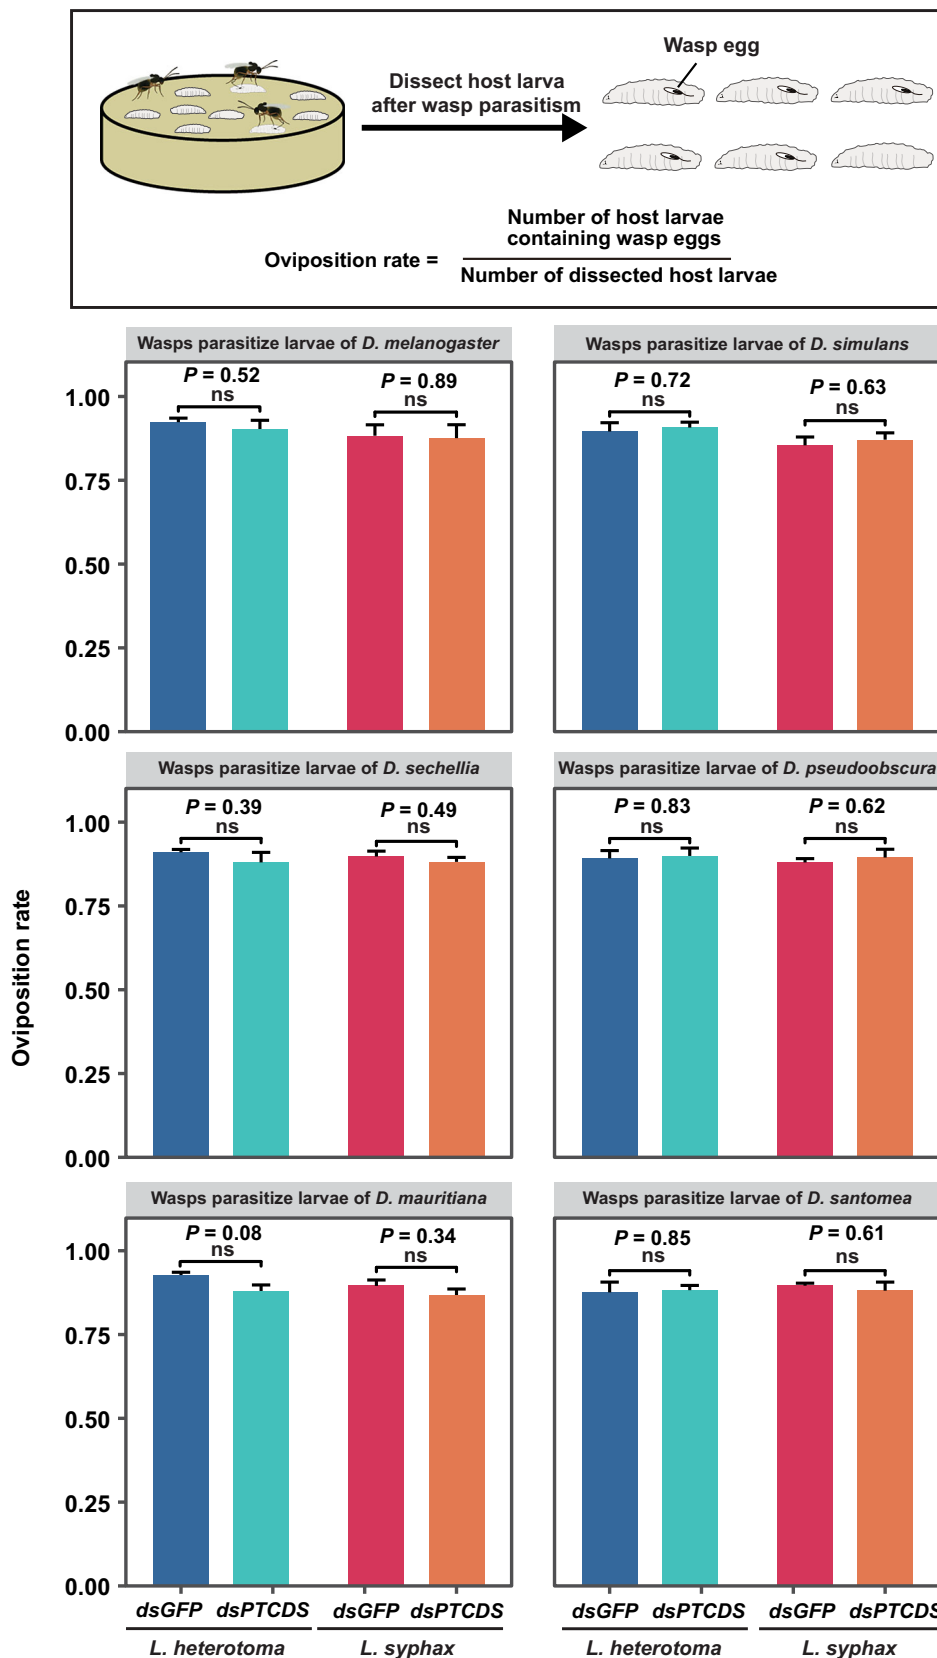 Wasp egg
Dissect host larva
after wasp parasitism
Oviposition rate =
Number of host larvae
containing wasp eggs
Number of dissected host larvae
Wasps parasitize larvae of D. melanogaster
Wasps parasitize larvae of D. simulans
1.00
0.75
0.50
0.25
0.00
P = 0.52
ns
P = 0.89
ns
P = 0.72
ns
P = 0.63
ns
Wasps parasitize larvae of D. sechellia
Wasps parasitize larvae of D. pseudoobscura
1.00
0.75
0.50
0.25
0.00
P = 0.39
ns
P = 0.49
ns
P = 0.83
ns
P = 0.62
ns
Oviposition rate
Wasps parasitize larvae of D. mauritiana
Wasps parasitize larvae of D. santomea
1.00
0.75
0.50
0.25
0.00
P = 0.08
ns
P = 0.34
ns
P = 0.85
ns
P = 0.61
ns
dsGFP dsPTCDS dsGFP dsPTCDS
L. heterotoma L. syphax
dsGFP dsPTCDS dsGFP dsPTCDS
L. heterotoma L. syphax